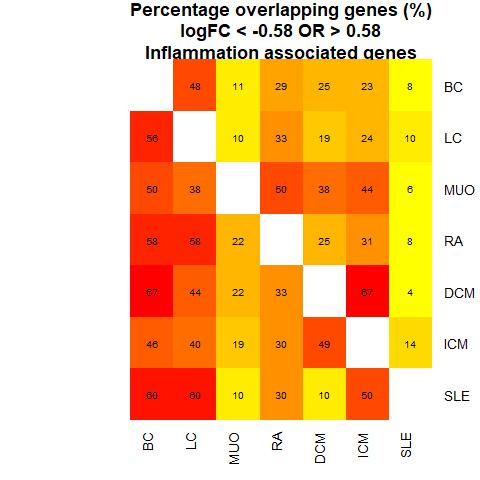 Percentage overlapping genes (%)
logFC < -0.58 OR > 0.58
Inflammation associated genes
48 11 29 25 23 8 BC
56 10 33 19 24 10 LC
50 38 50 38 44 6 MUO
58 58 22 25 31 8 RA
67 44 22 33 67 4 DCM
46 40 19 30 49 14 ICM
60 60 10 30 10 50 SLE
BC LC MUO RA DCM ICM SLE